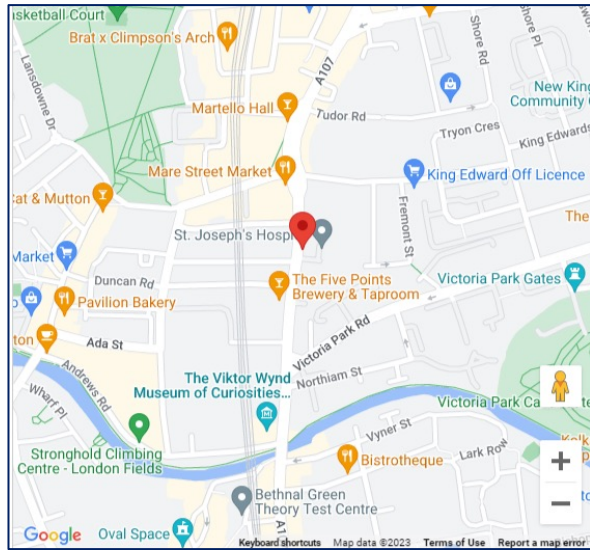 asketball Court
Brat x Climpson's Arch
Lansdowne Dr
A107
Shore Rd
Shore Pl
Martello Hall
Tudor Rd
New King
Community C
Tryon Cres
King Edwards
Mare Street Market
King Edward Off Licence
Cat & Mutton
Fremont St
The
St. Joseph's Hospi
Market
Duncan Rd
The Five Points
Brewery & Taproom
Victoria Park Gates
Pavilion Bakery
ton
Ada St
Victoria Park Rd
Andrews Rd
Wharf Pl
The Viktor Wynd
Museum of Curiosities...
Northiam St
Victoria Park Ca
Stronghold Climbing
Centre - London Fields
Vyner St
Lark Row
Bistrotheque
Bethnal Green
Theory Test Centre
Oval Space
A1
+
−
Google
Keyboard shortcuts Map data ©2023 Terms of Use Report a map error